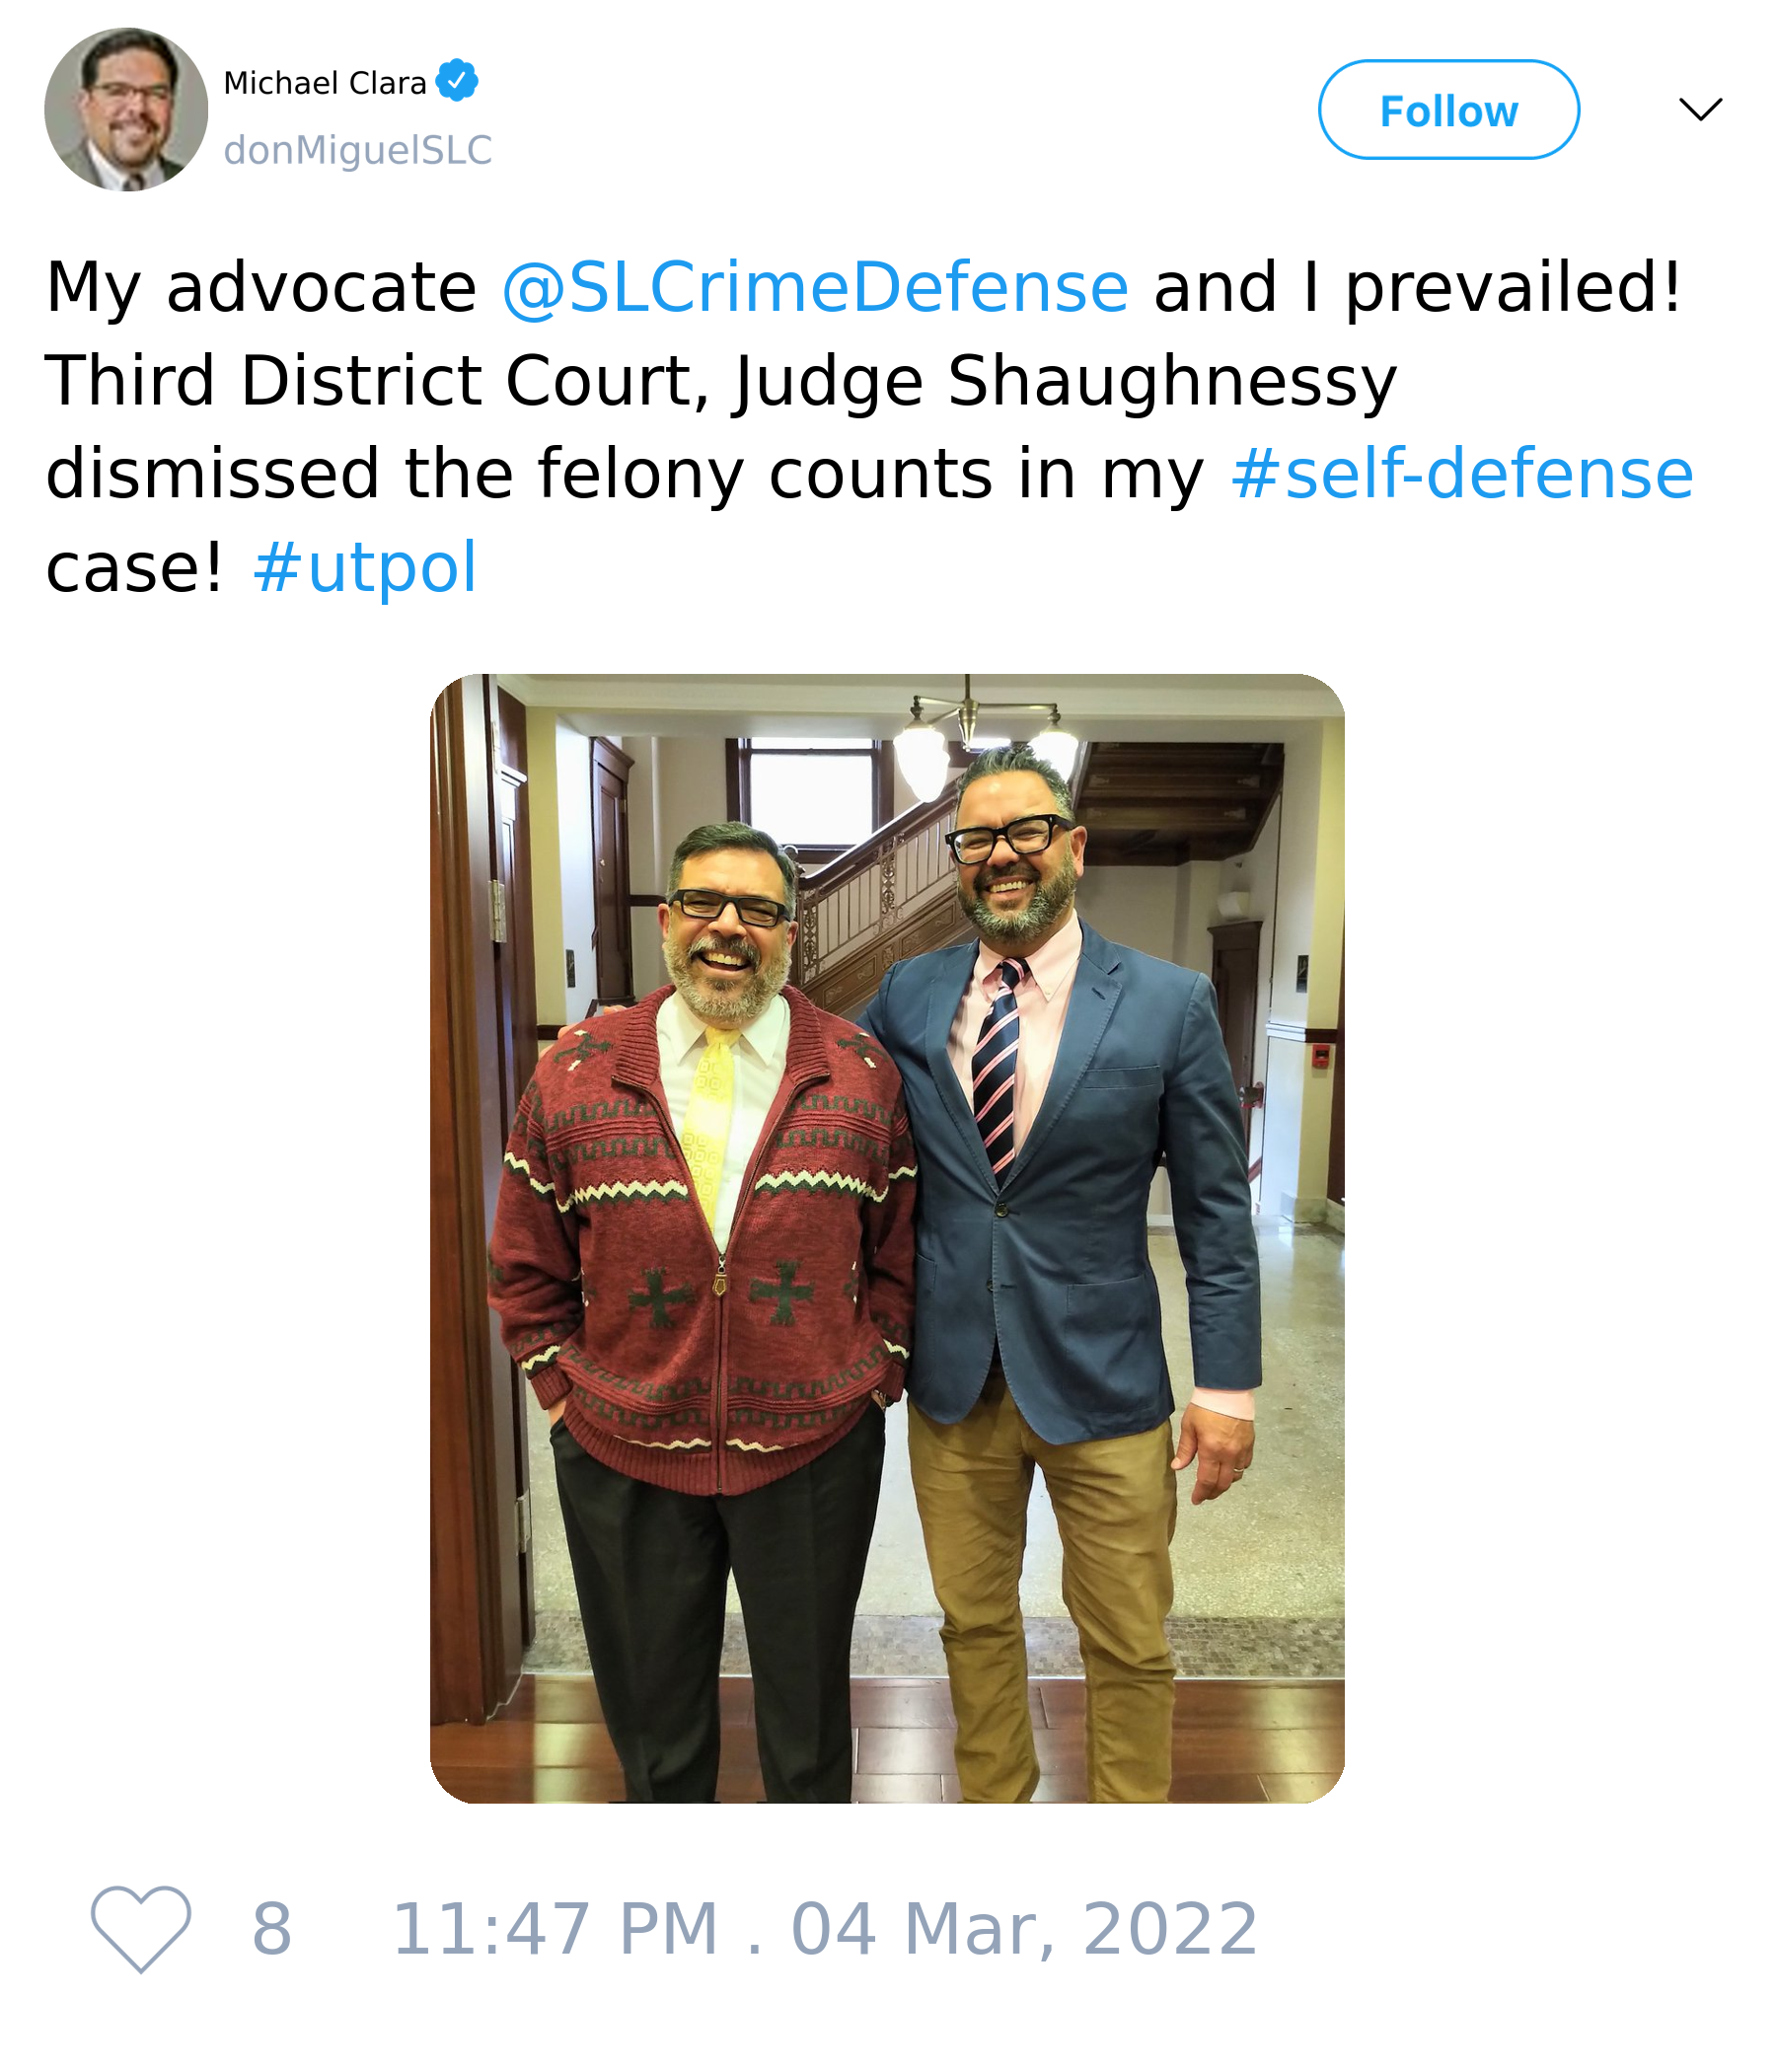 Michael Clara
donMiguelSLC
Follow
My advocate @SLCrimeDefense and I prevailed!
Third District Court, Judge Shaughnessy
dismissed the felony counts in my #self-defense
case! #utpol
8 11:47 PM . 04 Mar, 2022